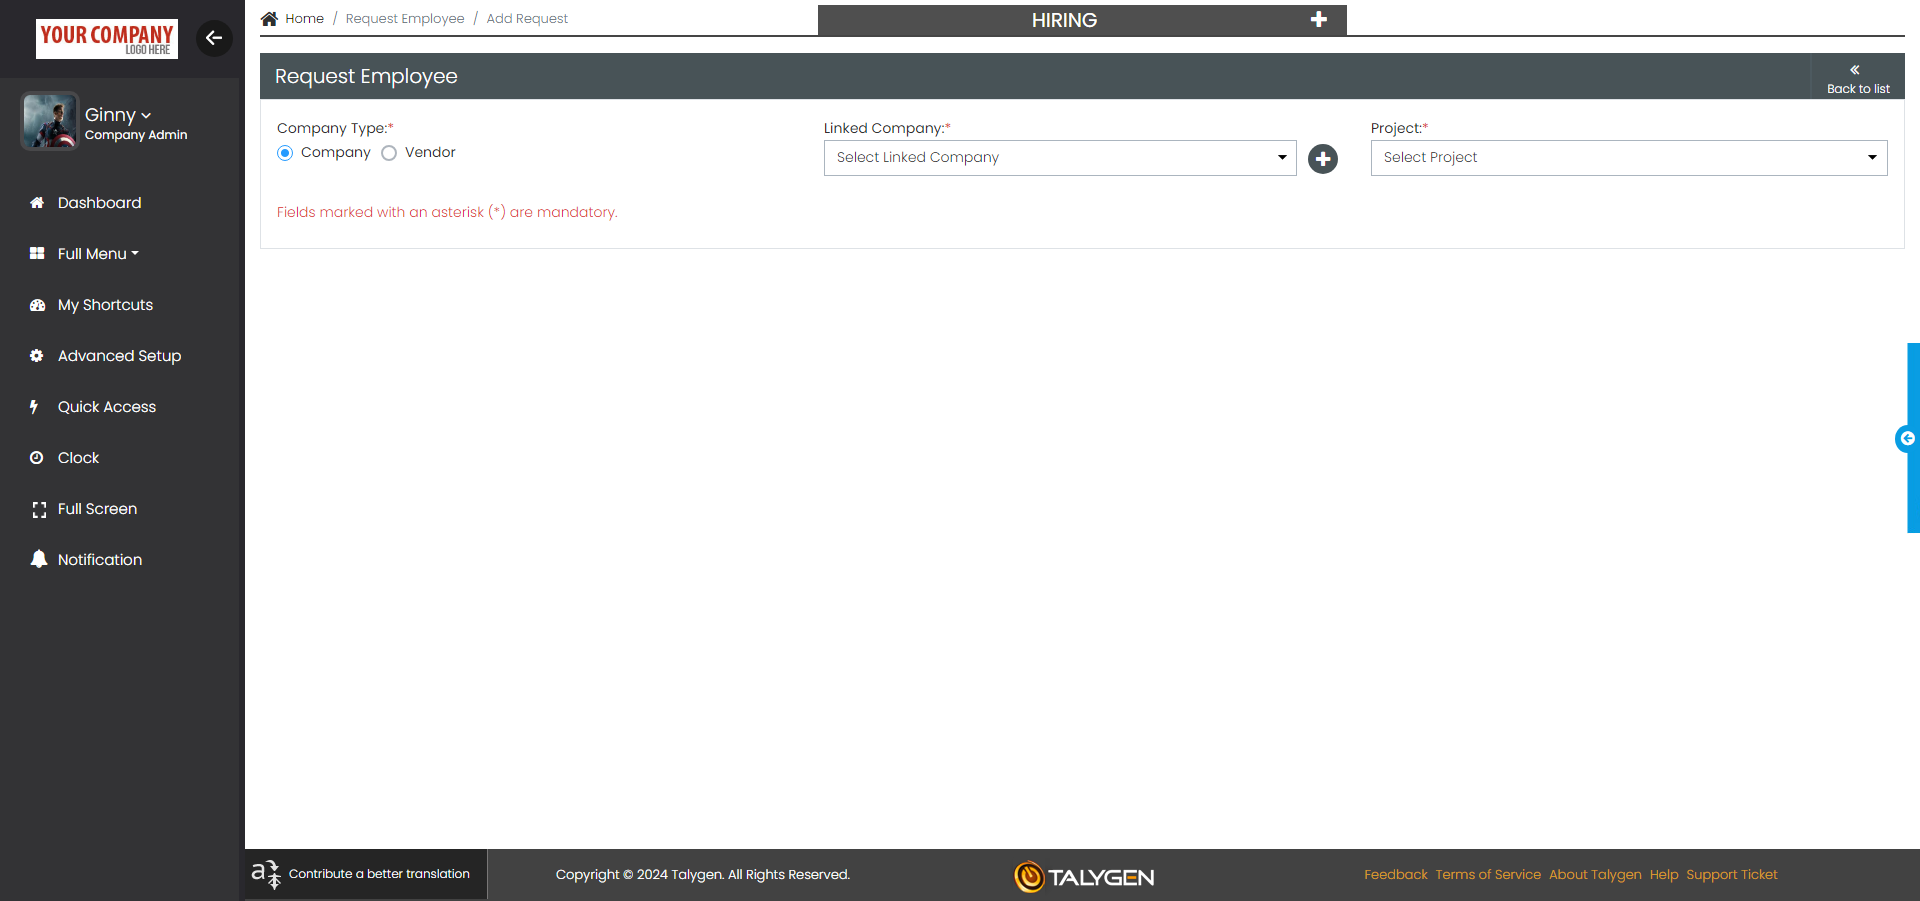 YOUR COMPANY
LOGO HERE
Ginny
Company Admin
Dashboard
Full Menu
My Shortcuts
Advanced Setup
Quick Access
Clock
Full Screen
Notification
Home / Request Employee / Add Request
HIRING
Request Employee
Back to list
Company Type:*
Company Vendor
Linked Company:*
Select Linked Company
Project:*
Select Project
Fields marked with an asterisk (*) are mandatory.
Contribute a better translation
Copyright © 2024 Talygen. All Rights Reserved.
TALYGEN
Feedback Terms of Service About Talygen Help Support Ticket